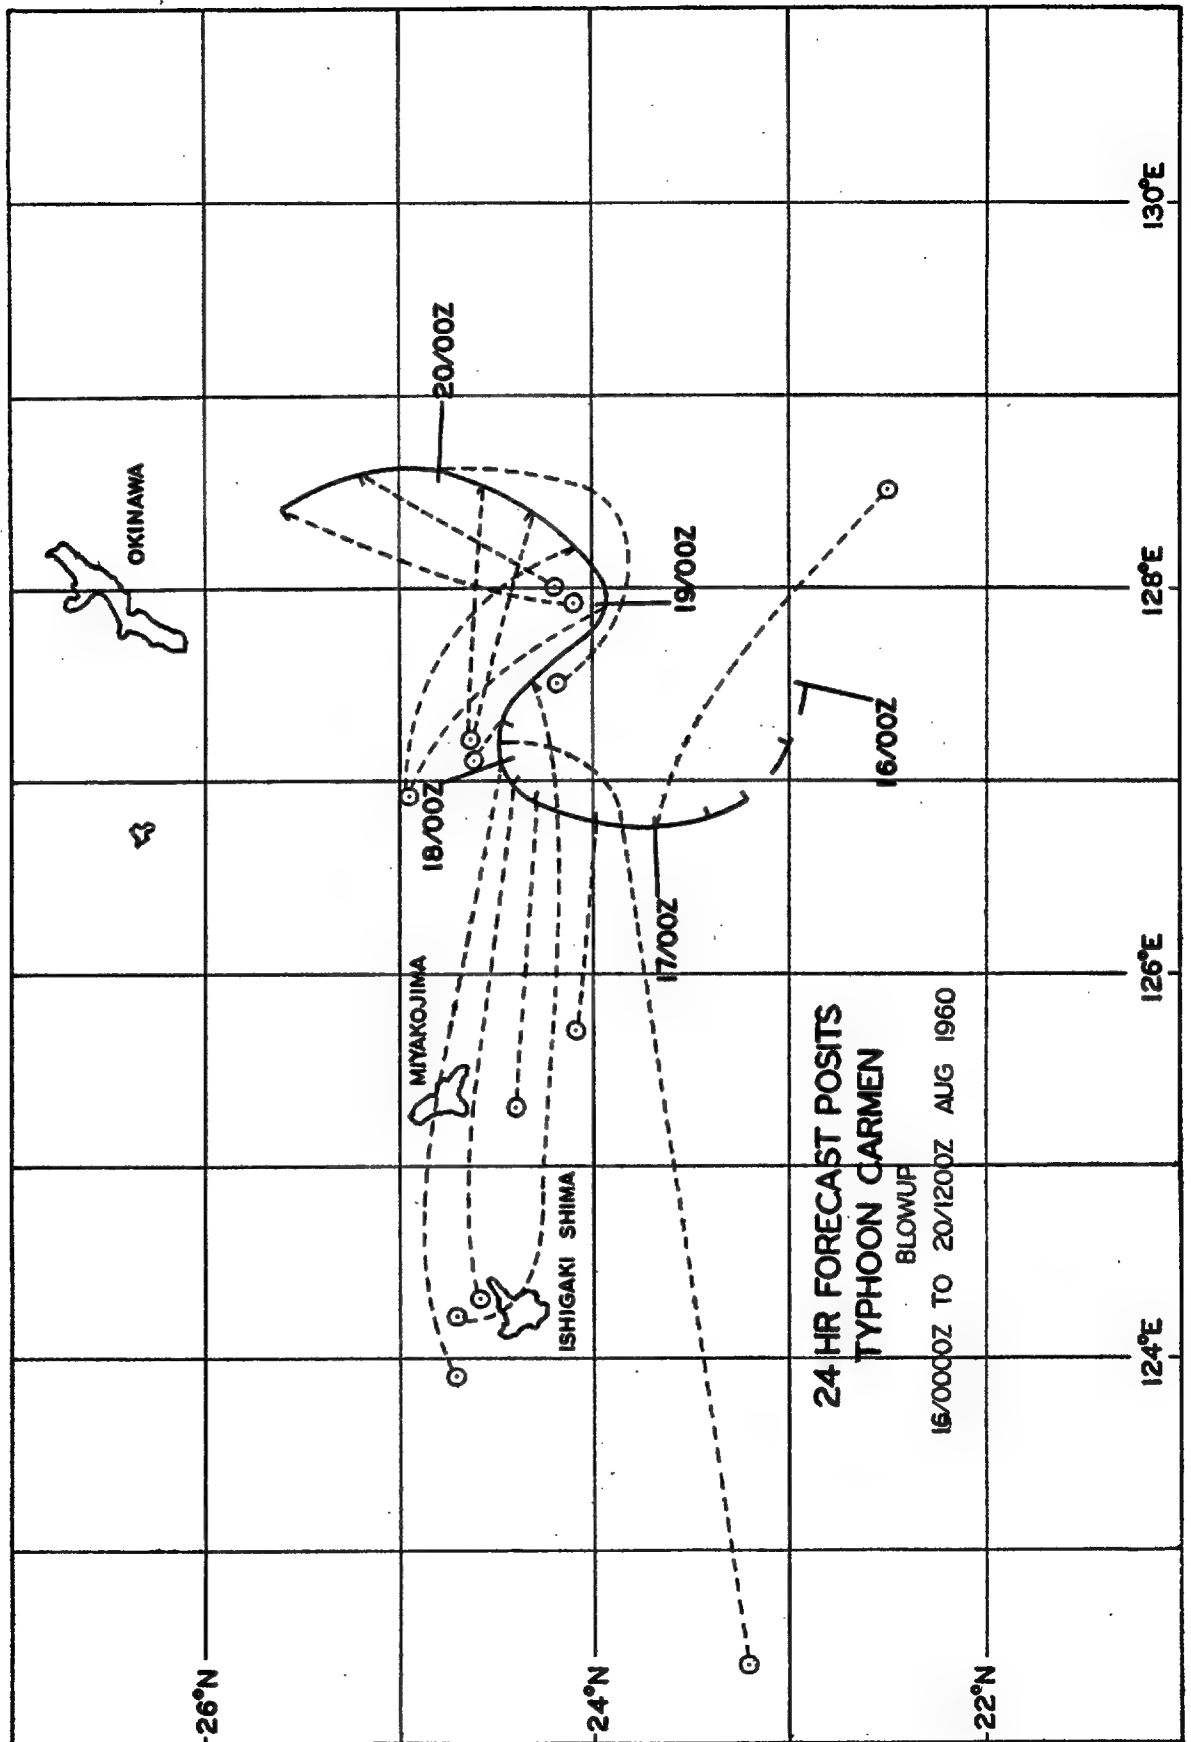 OKINAWA
20/00Z
19/00Z
18/00Z
16/00Z
17/00Z
MIYAKOJIMA
ISHIGAKI SHIMA
24 HR FORECAST POSITS
TYPHOON CARMEN
BLOWUP
16/0000Z TO 20/1200Z AUG 1960
26°N
24°N
22°N
124°E
126°E
128°E
130°E